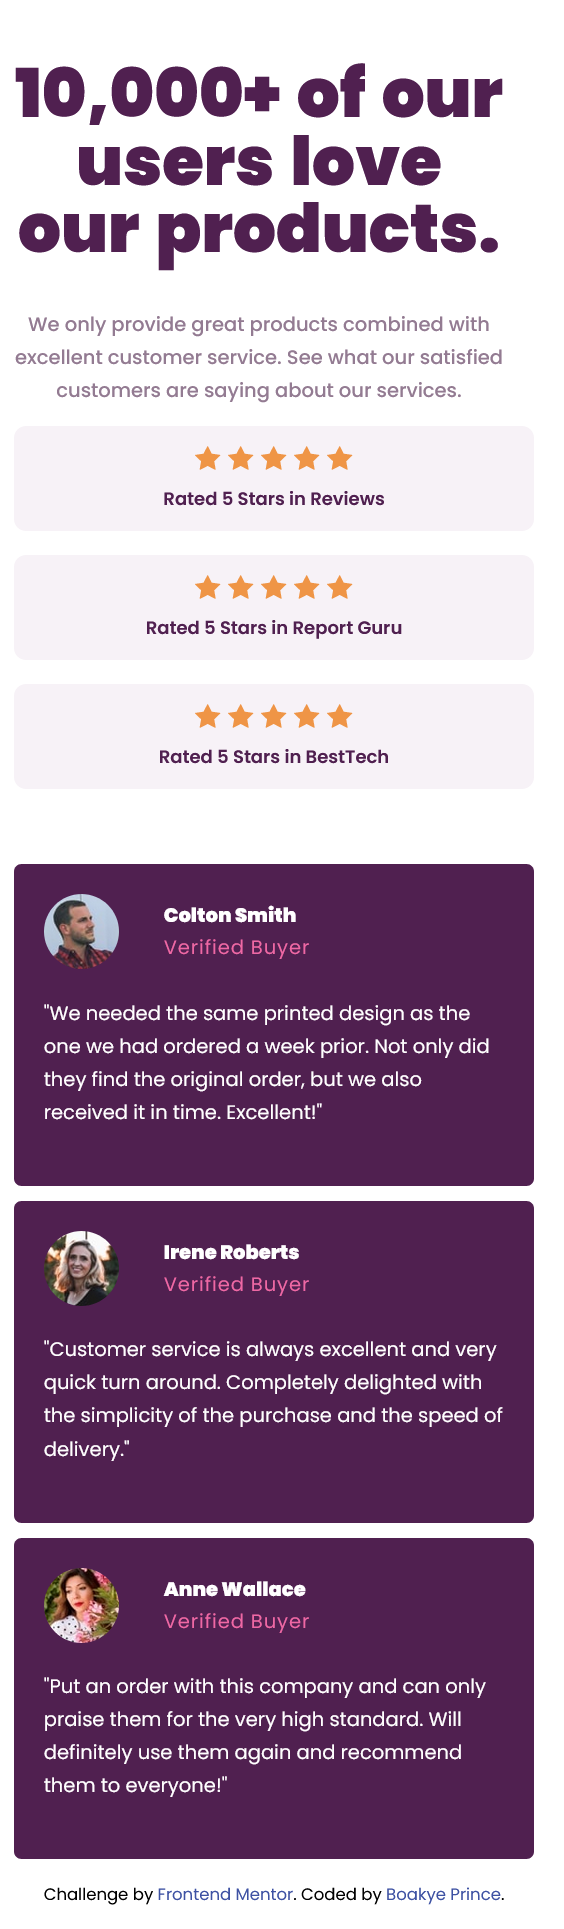 10,000+ of our
users love
our products.
We only provide great products combined with
excellent customer service. See what our satisfied
customers are saying about our services.
Rated 5 Stars in Reviews
Rated 5 Stars in Report Guru
Rated 5 Stars in BestTech
Colton Smith
Verified Buyer
"We needed the same printed design as the
one we had ordered a week prior. Not only did
they find the original order, but we also
received it in time. Excellent!"
Irene Roberts
Verified Buyer
"Customer service is always excellent and very
quick turn around. Completely delighted with
the simplicity of the purchase and the speed of
delivery."
Anne Wallace
Verified Buyer
"Put an order with this company and can only
praise them for the very high standard. Will
definitely use them again and recommend
them to everyone!"
Challenge by Frontend Mentor. Coded by Boakye Prince.